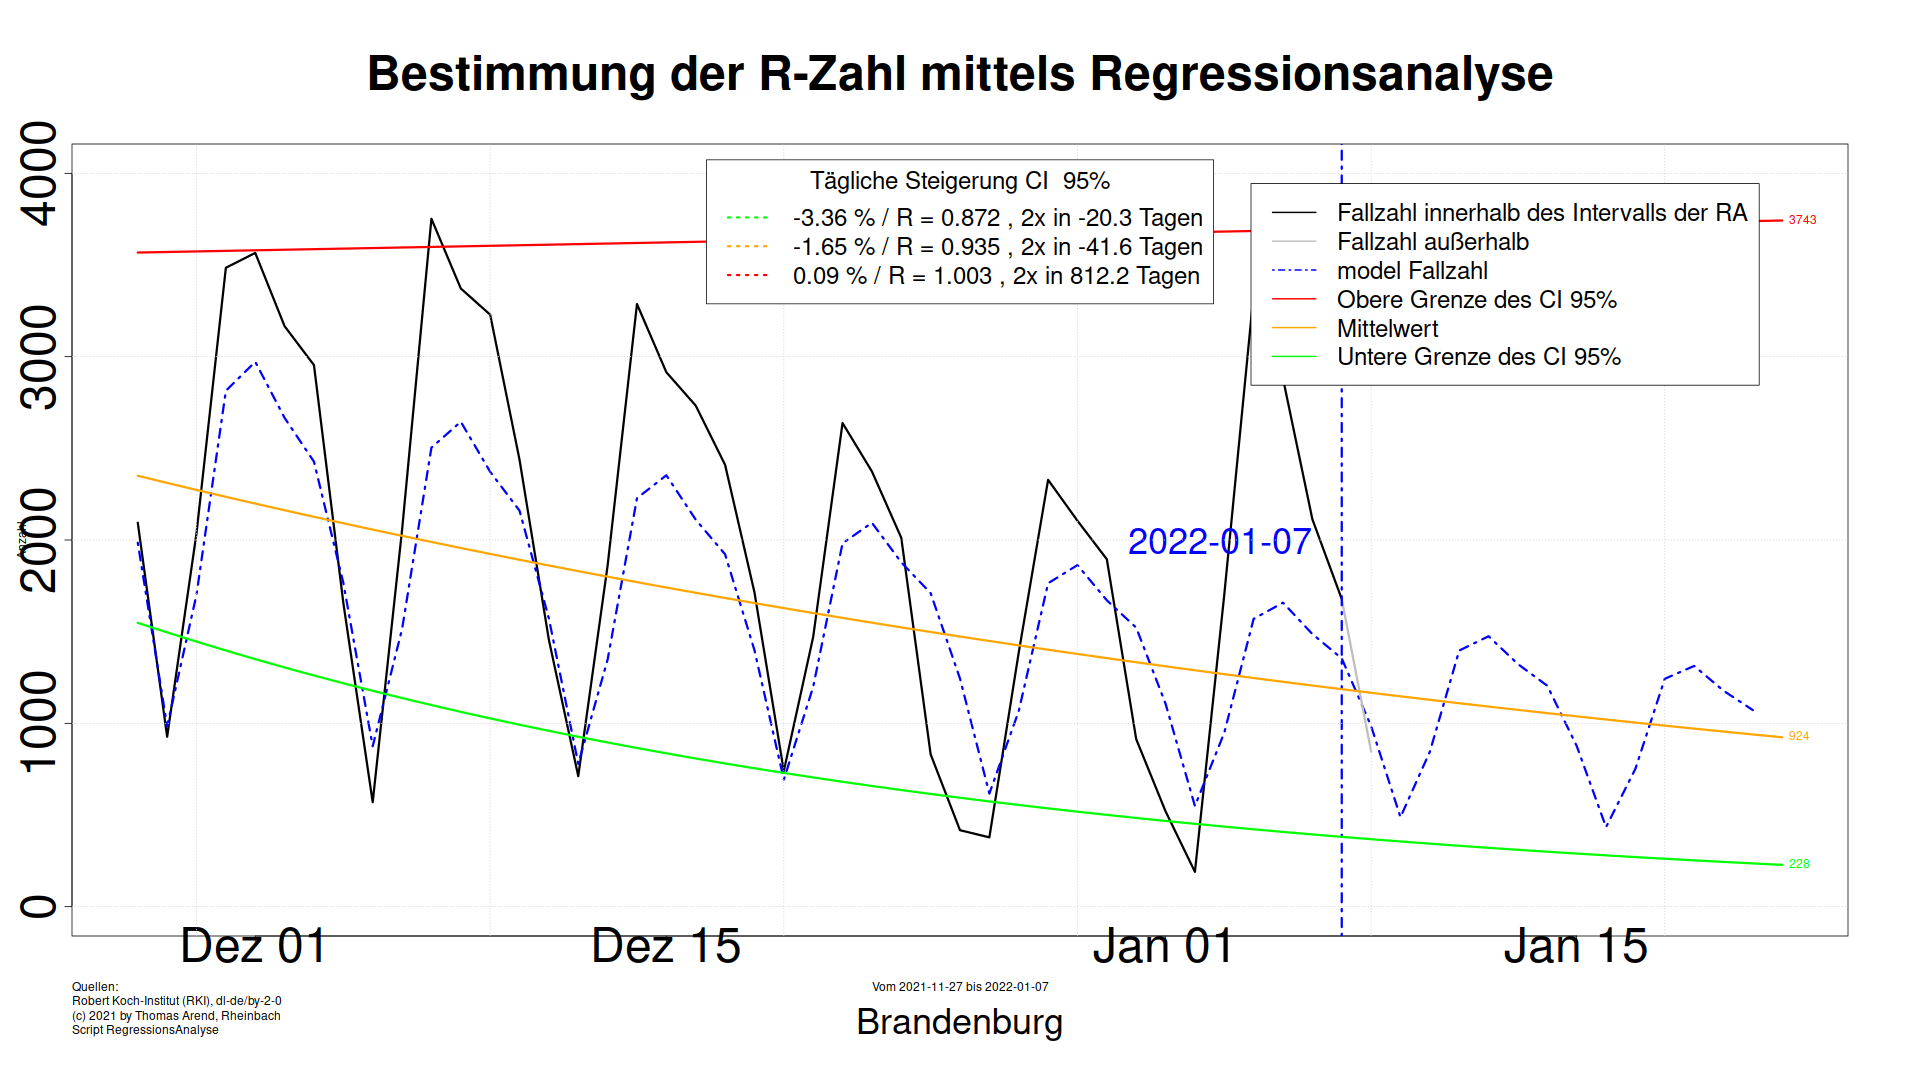 Bestimmung der R-Zahl mittels Regressionsanalyse
Anzahl
4000
3000
2000
1000
0
Tägliche Steigerung CI  95%
-3.36 % / R = 0.872 , 2x in -20.3 Tagen
-1.65 % / R = 0.935 , 2x in -41.6 Tagen
0.09 % / R = 1.003 , 2x in 812.2 Tagen
Fallzahl innerhalb des Intervalls der RA
Fallzahl außerhalb
model Fallzahl
Obere Grenze des CI 95%
Mittelwert
Untere Grenze des CI 95%
3743
2022-01-07
924
228
Dez 01
Dez 15
Jan 01
Jan 15
Quellen:
Robert Koch-Institut (RKI), dl-de/by-2-0
(c) 2021 by Thomas Arend, Rheinbach
Script RegressionsAnalyse
Vom 2021-11-27 bis 2022-01-07
Brandenburg